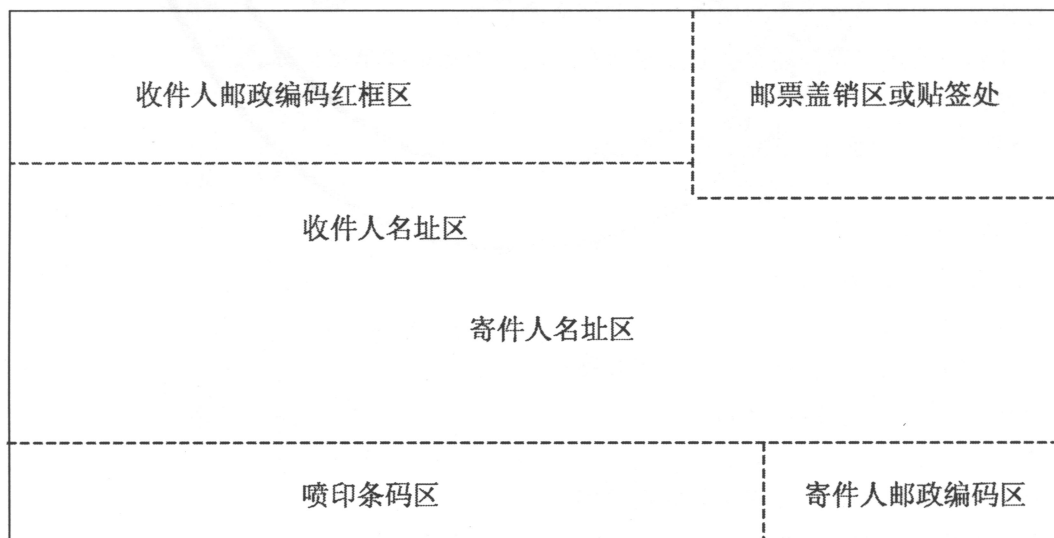 收件人邮政编码红框区
邮票盖销区或贴签处
收件人名址区
寄件人名址区
喷印条码区
寄件人邮政编码区